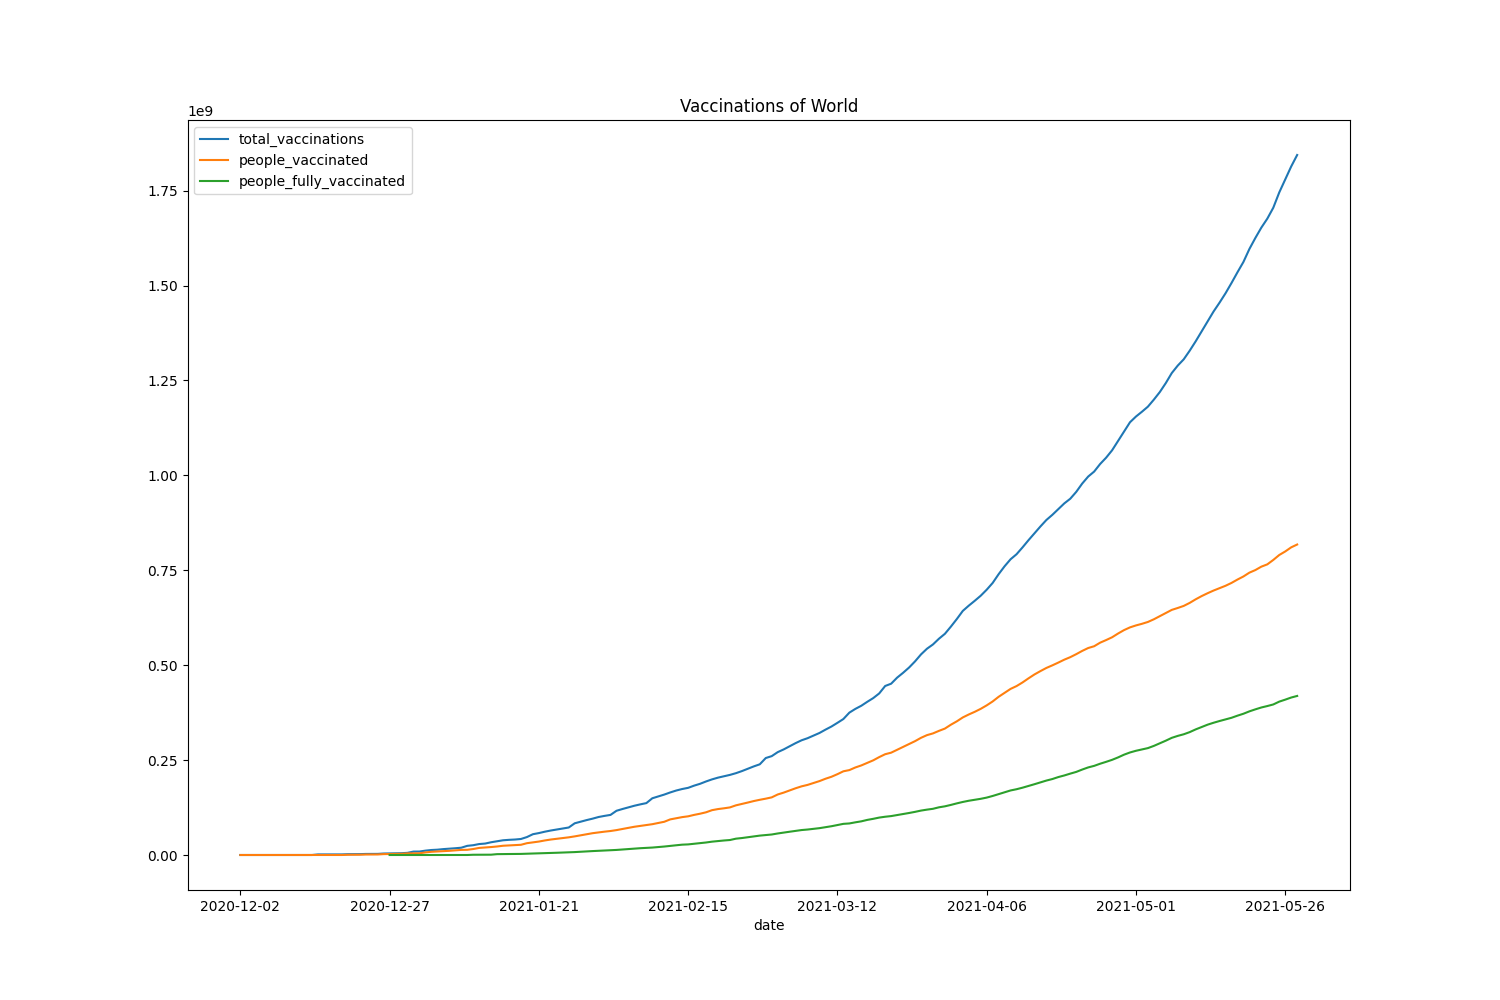 Vaccinations of World
1e9
total_vaccinations
people_vaccinated
people_fully_vaccinated
1.75
1.50
1.25
1.00
0.75
0.50
0.25
0.00
2020-12-02 2020-12-27 2021-01-21 2021-02-15 2021-03-12 2021-04-06 2021-05-01 2021-05-26
date